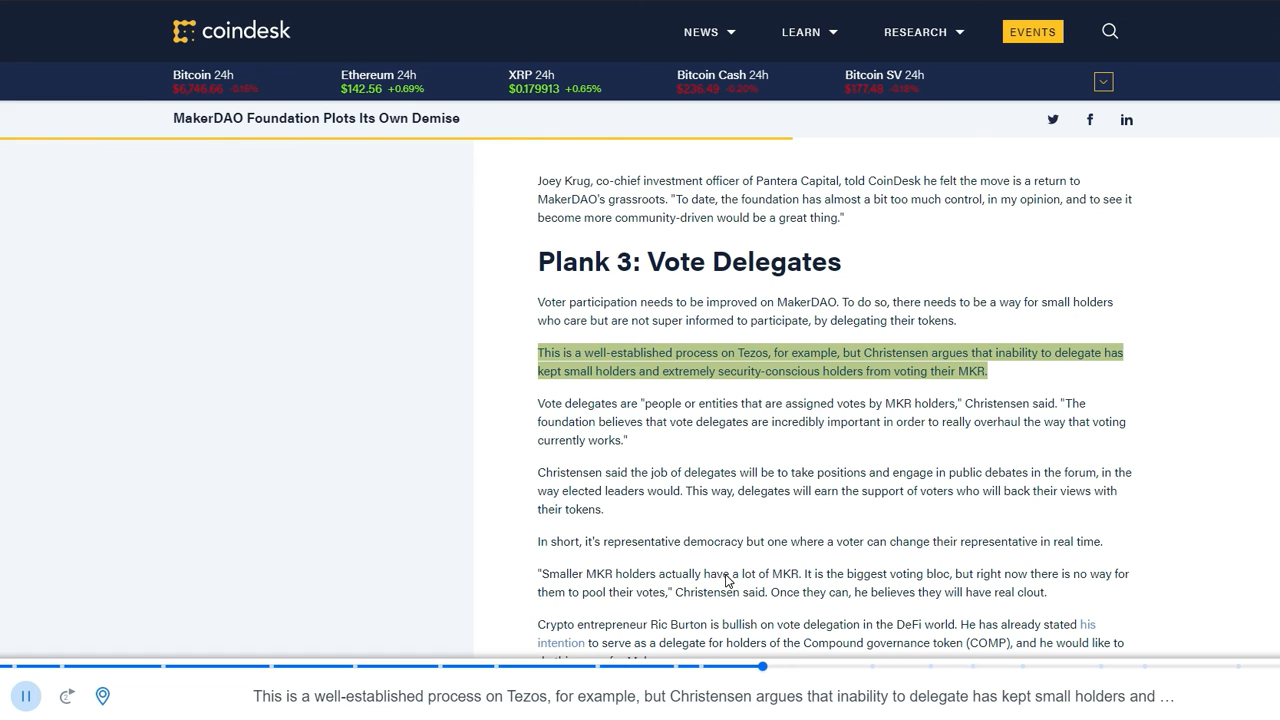 coindesk
NEWS LEARN RESEARCH EVENTS
Bitcoin 24h Ethereum 24h XRP 24h Bitcoin Cash 24h Bitcoin SV 24h
$6,746.66 $142.56 +0.69% $0.179913 +0.65% $236.49 -0.20% $177.48
MakerDAO Foundation Plots Its Own Demise
Joey Krug, co-chief investment officer of Pantera Capital, told CoinDesk he felt the move is a return to
MakerDAO's grassroots. "To date, the foundation has almost a bit too much control, in my opinion, and to see it
become more community-driven would be a great thing."
Plank 3: Vote Delegates
Voter participation needs to be improved on MakerDAO. To do so, there needs to be a way for small holders
who care but are not super informed to participate, by delegating their tokens.
This is a well-established process on Tezos, for example, but Christensen argues that inability to delegate has
kept small holders and extremely security-conscious holders from voting their MKR.
Vote delegates are "people or entities that are assigned votes by MKR holders," Christensen said. "The
foundation believes that vote delegates are incredibly important in order to really overhaul the way that voting
currently works."
Christensen said the job of delegates will be to take positions and engage in public debates in the forum, in the
way elected leaders would. This way, delegates will earn the support of voters who will back their views with
their tokens.
In short, it's representative democracy but one where a voter can change their representative in real time.
"Smaller MKR holders actually have a lot of MKR. It is the biggest voting bloc, but right now there is no way for
them to pool their votes," Christensen said. Once they can, he believes they will have real clout.
Crypto entrepreneur Ric Burton is bullish on vote delegation in the DeFi world. He has already stated his
intention to serve as a delegate for holders of the Compound governance token (COMP), and he would like to
This is a well-established process on Tezos, for example, but Christensen argues that inability to delegate has kept small holders and …